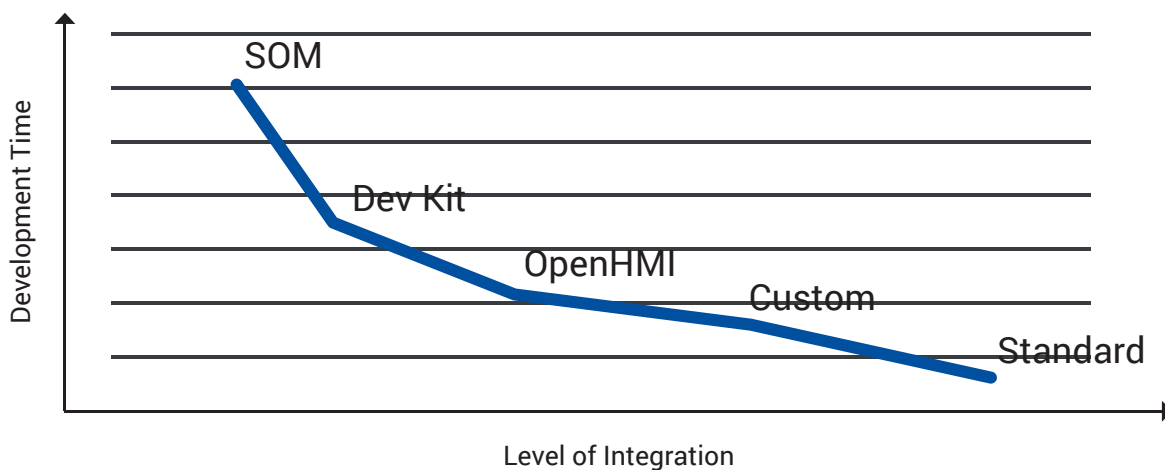 SOM
Dev Kit
OpenHMI
Custom
Standard
Development Time
Level of Integration